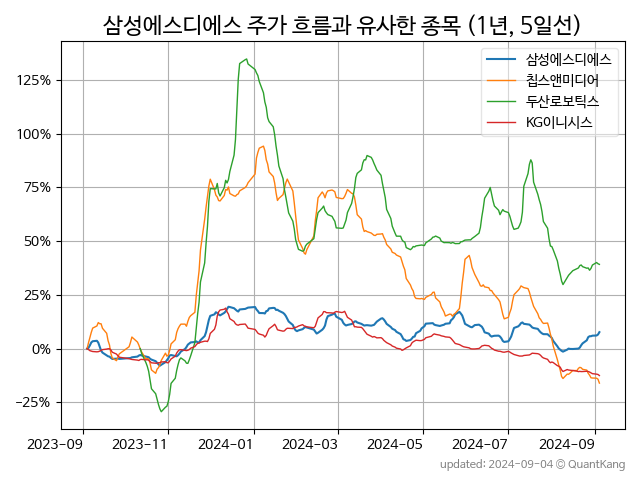 삼성에스디에스 주가 흐름과 유사한 종목 (1년, 5일선)
삼성에스디에스
칩스앤미디어
두산로보틱스
KG이니시스
125%
100%
75%
50%
25%
0%
−25%
2023-09
2023-11
2024-01
2024-03
2024-05
2024-07
2024-09
updated: 2024-09-04 © QuantKang